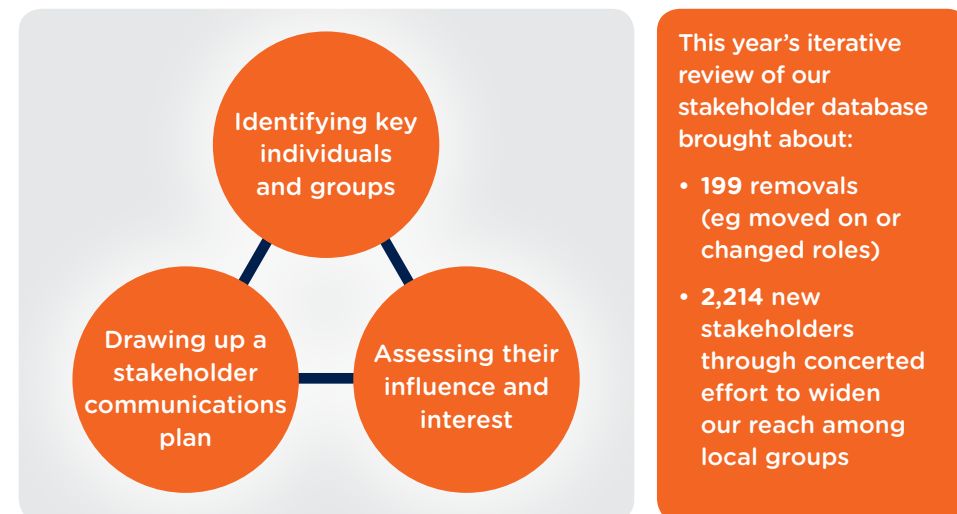 Identifying key
individuals
and groups
Drawing up a
stakeholder
communications
plan
Assessing their
influence and
interest
This year’s iterative
review of our
stakeholder database
brought about:
• 199 removals
(eg moved on or
changed roles)
• 2,214 new
stakeholders
through concerted
effort to widen
our reach among
local groups